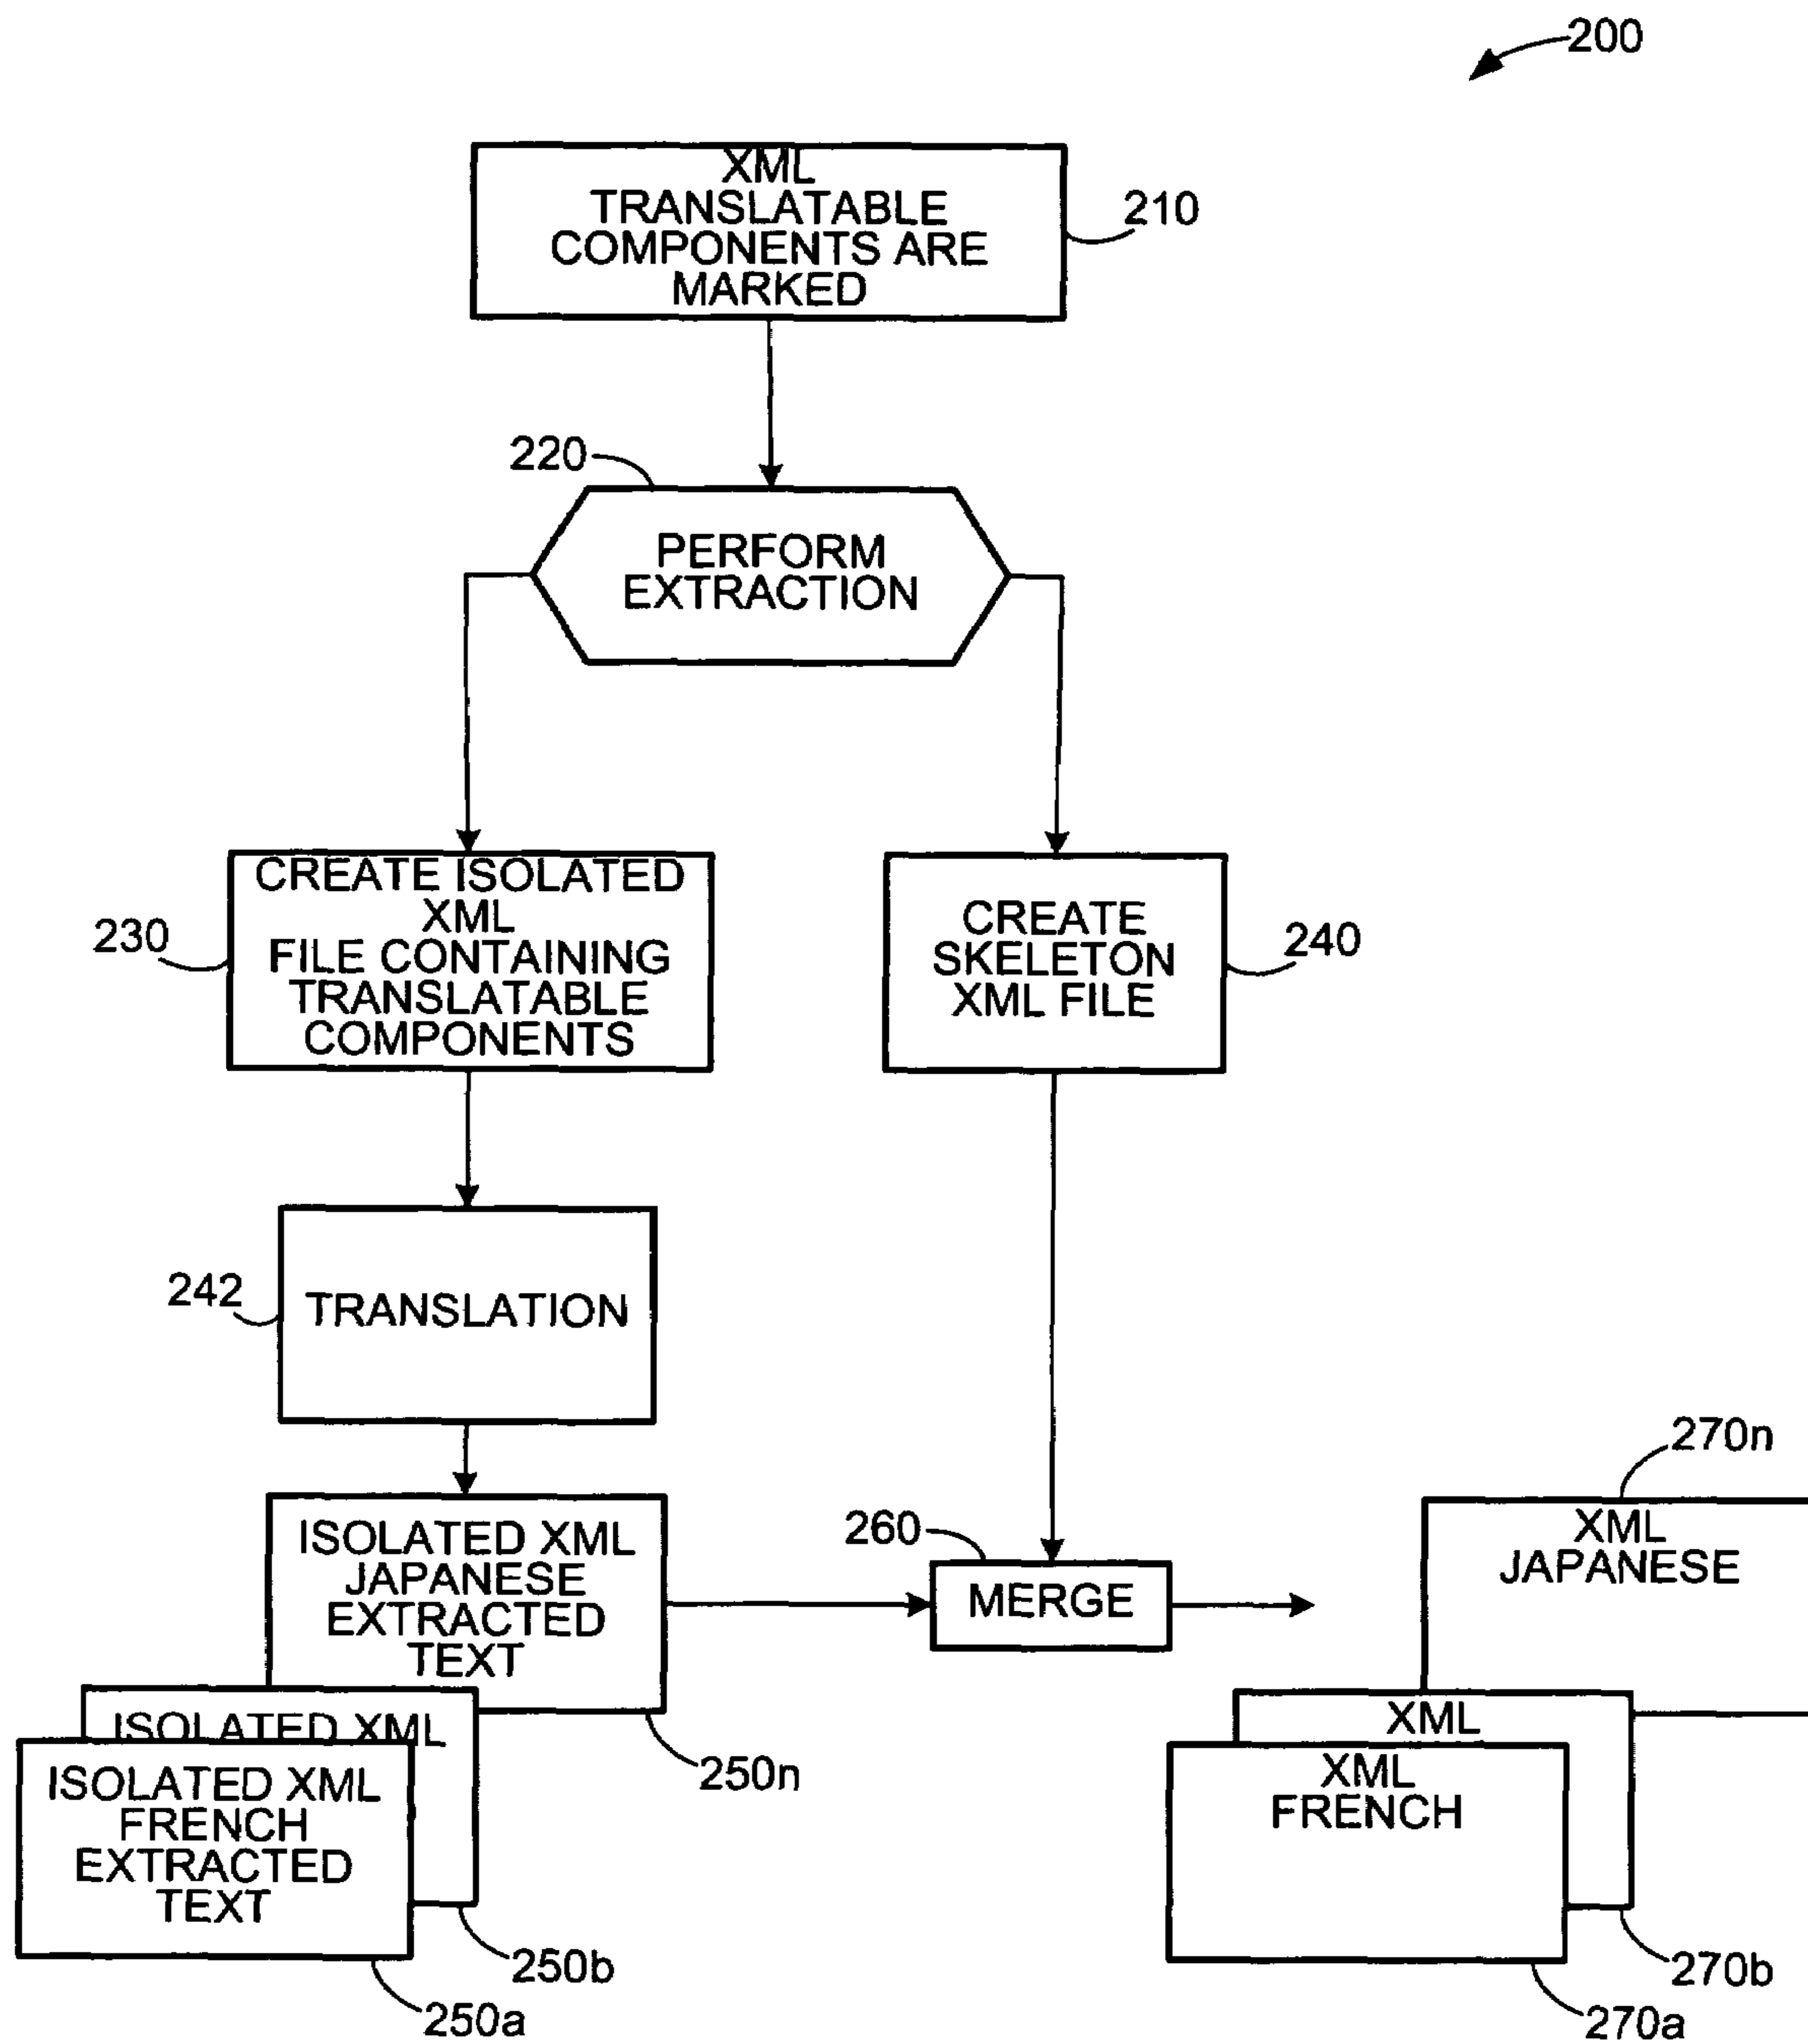 200
XML
TRANSLATABLE
COMPONENTS ARE
MARKED
210
220
PERFORM
EXTRACTION
CREATE ISOLATED
XML
FILE CONTAINING
TRANSLATABLE
COMPONENTS
230
CREATE
SKELETON
XML FILE
240
TRANSLATION
242
ISOLATED XML
JAPANESE
EXTRACTED
TEXT
250n
260
MERGE
270n
XML
JAPANESE
ISOLATED XML
250b
ISOLATED XML
FRENCH
EXTRACTED
TEXT
250a
XML
270b
XML
FRENCH
270a